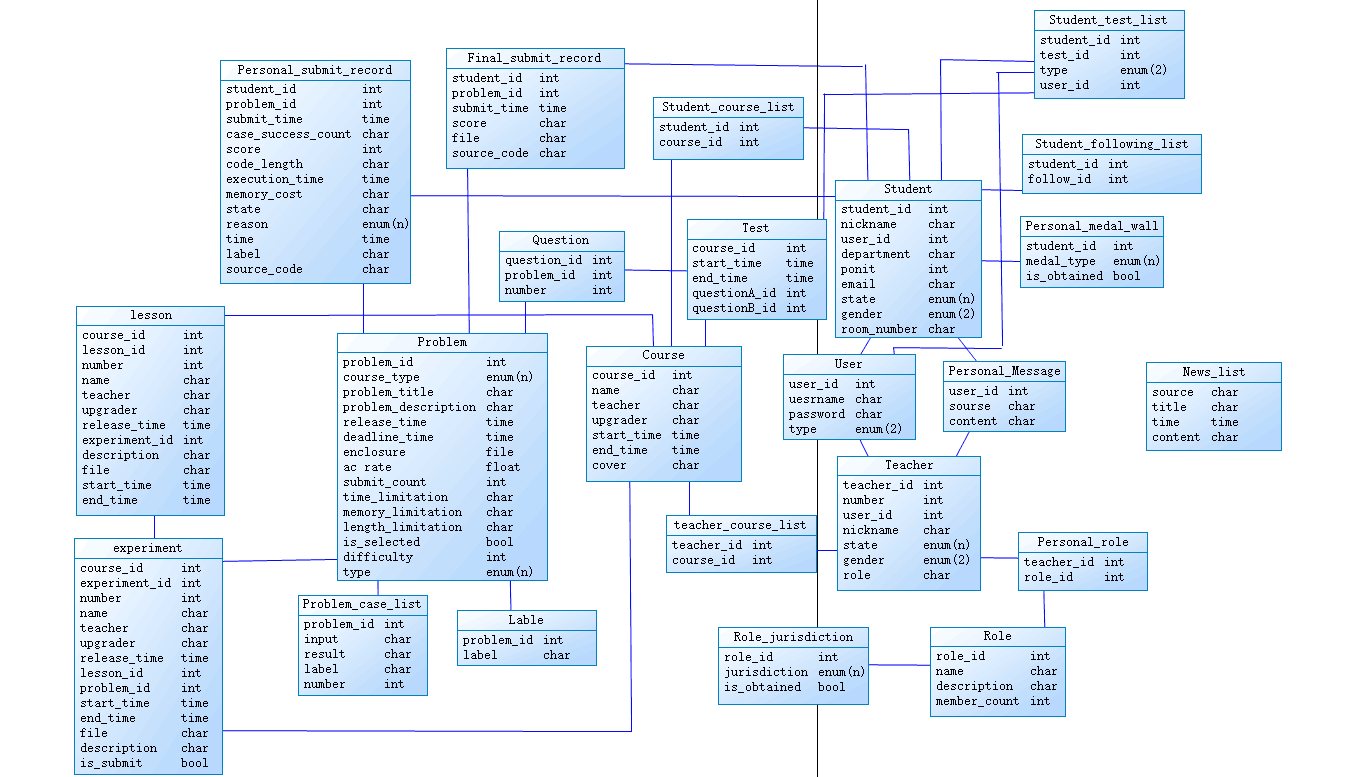 Student_test_list
student_id int
test_id int
type enum(2)
user_id int
Final_submit_record
student_id int
problem_id int
submit_time time
score char
file char
source_code char
Personal_submit_record
student_id int
problem_id int
submit_time time
case_success_count char
score int
code_length char
execution_time time
memory_cost char
state char
reason enum(n)
time time
label char
source_code char
Student_course_list
student_id int
course_id int
Student_following_list
student_id int
follow_id int
Student
student_id int
nickname char
user_id int
department char
ponit int
email char
state enum(n)
gender enum(2)
room_number char
Personal_medal_wall
student_id int
medal_type enum(n)
is_obtained bool
Test
course_id int
start_time time
end_time time
questionA_id int
questionB_id int
Question
question_id int
problem_id int
number int
lesson
course_id int
lesson_id int
number int
name char
teacher char
upgrader char
release_time time
experiment_id int
description char
file char
start_time time
end_time time
Problem
problem_id int
course_type enum(n)
problem_title char
problem_description char
release_time time
deadline_time time
enclosure file
ac rate float
submit_count int
time_limitation char
memory_limitation char
length_limitation char
is_selected bool
difficulty int
type enum(n)
Course
course_id int
name char
teacher char
upgrader char
start_time time
end_time time
cover char
User
user_id int
uesrname char
password char
type enum(2)
Personal_Message
user_id int
sourse char
content char
News_list
source char
title char
time time
content char
Teacher
teacher_id int
number int
user_id int
nickname char
state enum(n)
gender enum(2)
role char
teacher_course_list
teacher_id int
course_id int
Personal_role
teacher_id int
role_id int
experiment
course_id int
experiment_id int
number int
name char
teacher char
upgrader char
release_time time
lesson_id int
problem_id int
start_time time
end_time time
file char
description char
is_submit bool
Problem_case_list
problem_id int
input char
result char
label char
number int
Lable
problem_id int
label char
Role_jurisdiction
role_id int
jurisdiction enum(n)
is_obtained bool
Role
role_id int
name char
description char
member_count int